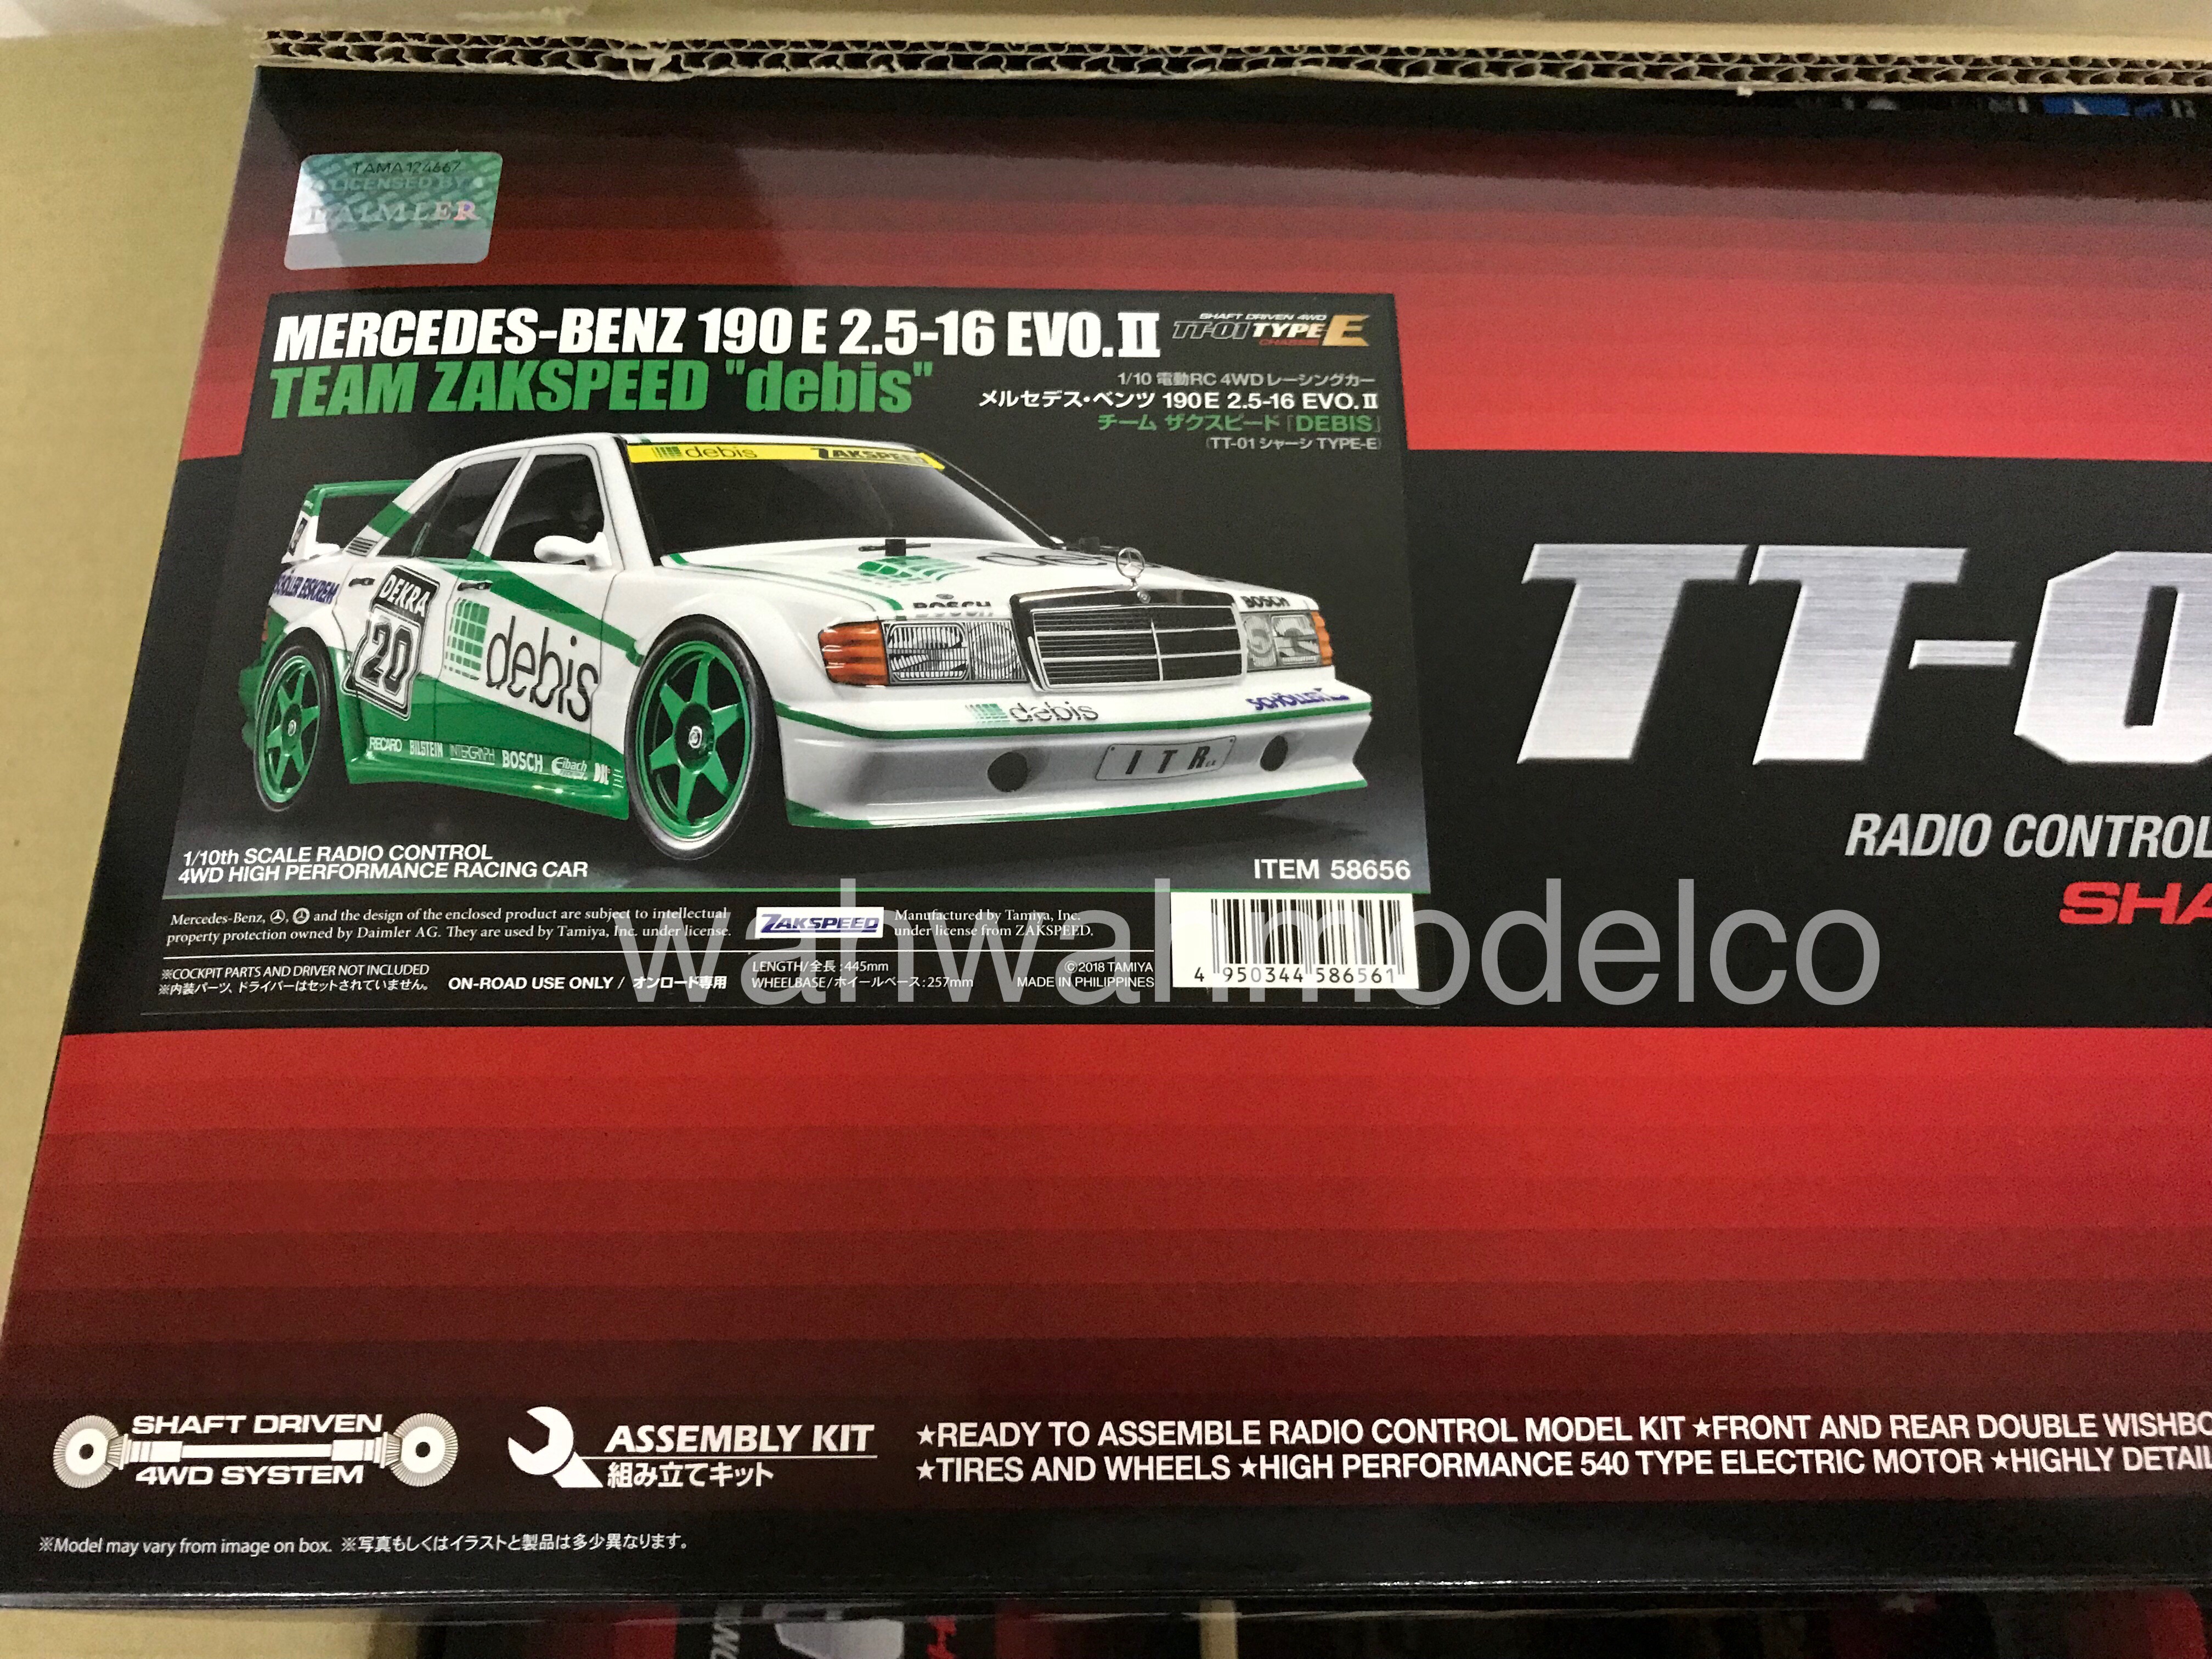 TAMA124667
LICENSED BY
DAIMLER
MERCEDES-BENZ 190 E 2.5-16 EVO.II
SHAFT DRIVEN 4WD
TT-01 TYPE-E
CHASSIS
TEAM ZAKSPEED "debis"
1/10 電動RC 4WD レーシングカー
メルセデス・ベンツ 190E 2.5-16 EVO.II
チーム ザクスピード「DEBIS」
(TT-01 シャーシ TYPE-E)
debis ZAKSPEED
debis
BOSCH BOSCH
SCHÖLLER EISKREM
DEKRA
20
debis
debis
SCHÖLLER
I T R
RECARO BILSTEIN INTERGRAPH BOSCH Eibach
1/10th SCALE RADIO CONTROL
4WD HIGH PERFORMANCE RACING CAR
ITEM 58656
Mercedes-Benz, and the design of the enclosed product are subject to intellectual
property protection owned by Daimler AG. They are used by Tamiya, Inc. under license.
ZAKSPEED
Manufactured by Tamiya, Inc.
under license from ZAKSPEED.
※COCKPIT PARTS AND DRIVER NOT INCLUDED
※内装パーツ、ドライバーはセットされていません。
ON-ROAD USE ONLY / オンロード専用
LENGTH/全長:445mm
WHEELBASE/ホイールベース:257mm
©2018 TAMIYA
MADE IN PHILIPPINES
4 950344 586561
wahwahmodelco
TT-0
RADIO CONTROL
SHA
SHAFT DRIVEN
4WD SYSTEM
ASSEMBLY KIT
組み立てキット
★READY TO ASSEMBLE RADIO CONTROL MODEL KIT ★FRONT AND REAR DOUBLE WISHBO
★TIRES AND WHEELS ★HIGH PERFORMANCE 540 TYPE ELECTRIC MOTOR ★HIGHLY DETAIL
※Model may vary from image on box. ※写真もしくはイラストと製品は多少異なります。